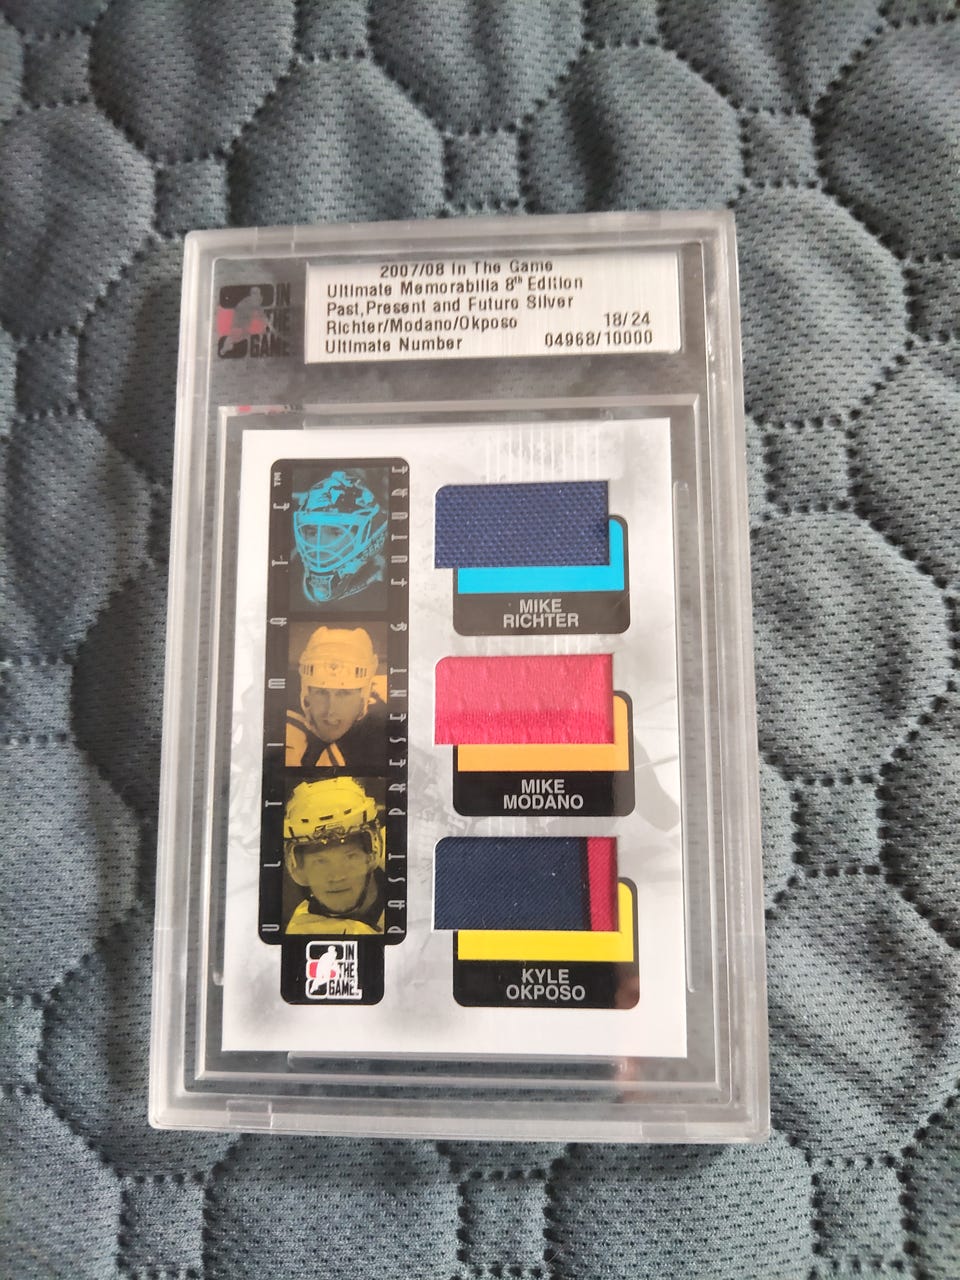 2007/08 In The Game
Ultimate Memorabilia 8th Edition
Past,Present and Future Silver
Richter/Modano/Okposo 18/24
Ultimate Number 04968/10000
IN
THE
GAME
ULTIMATE™
PAST PRESENT & FUTURE
MIKE
RICHTER
MIKE
MODANO
KYLE
OKPOSO
IN
THE
GAME